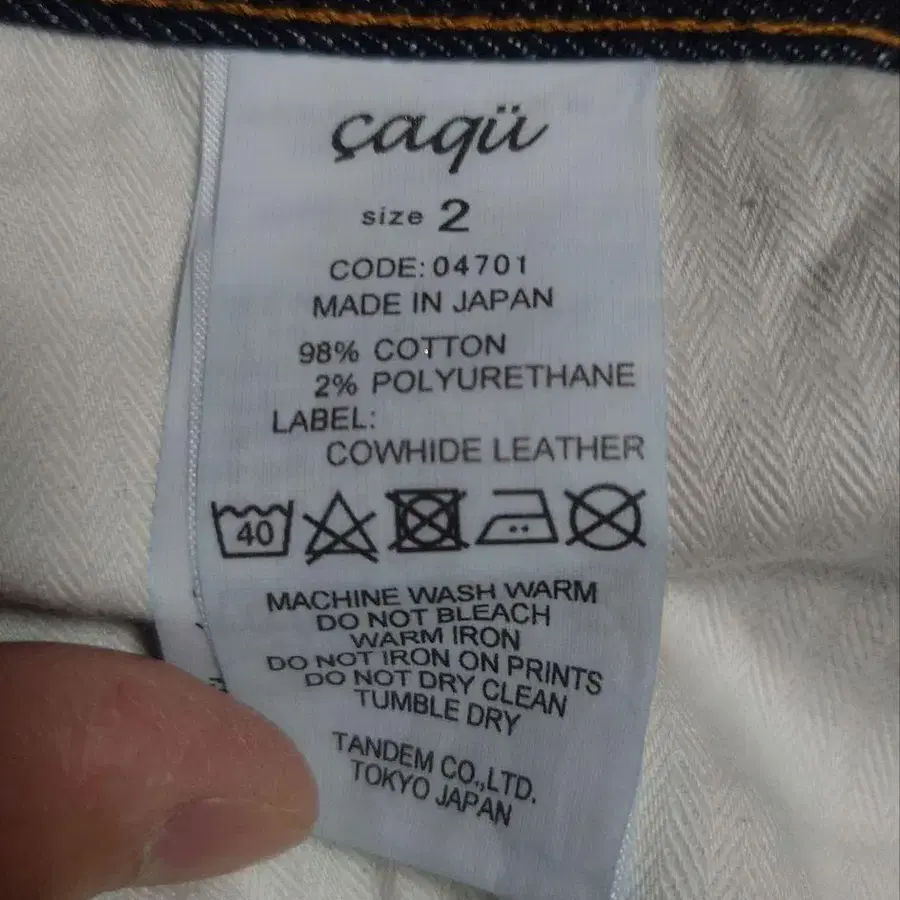 çaqü
size 2
CODE: 04701
MADE IN JAPAN
98% COTTON
2% POLYURETHANE
LABEL:
COWHIDE LEATHER
40
MACHINE WASH WARM
DO NOT BLEACH
WARM IRON
DO NOT IRON ON PRINTS
DO NOT DRY CLEAN
TUMBLE DRY
TANDEM CO.,LTD.
TOKYO JAPAN